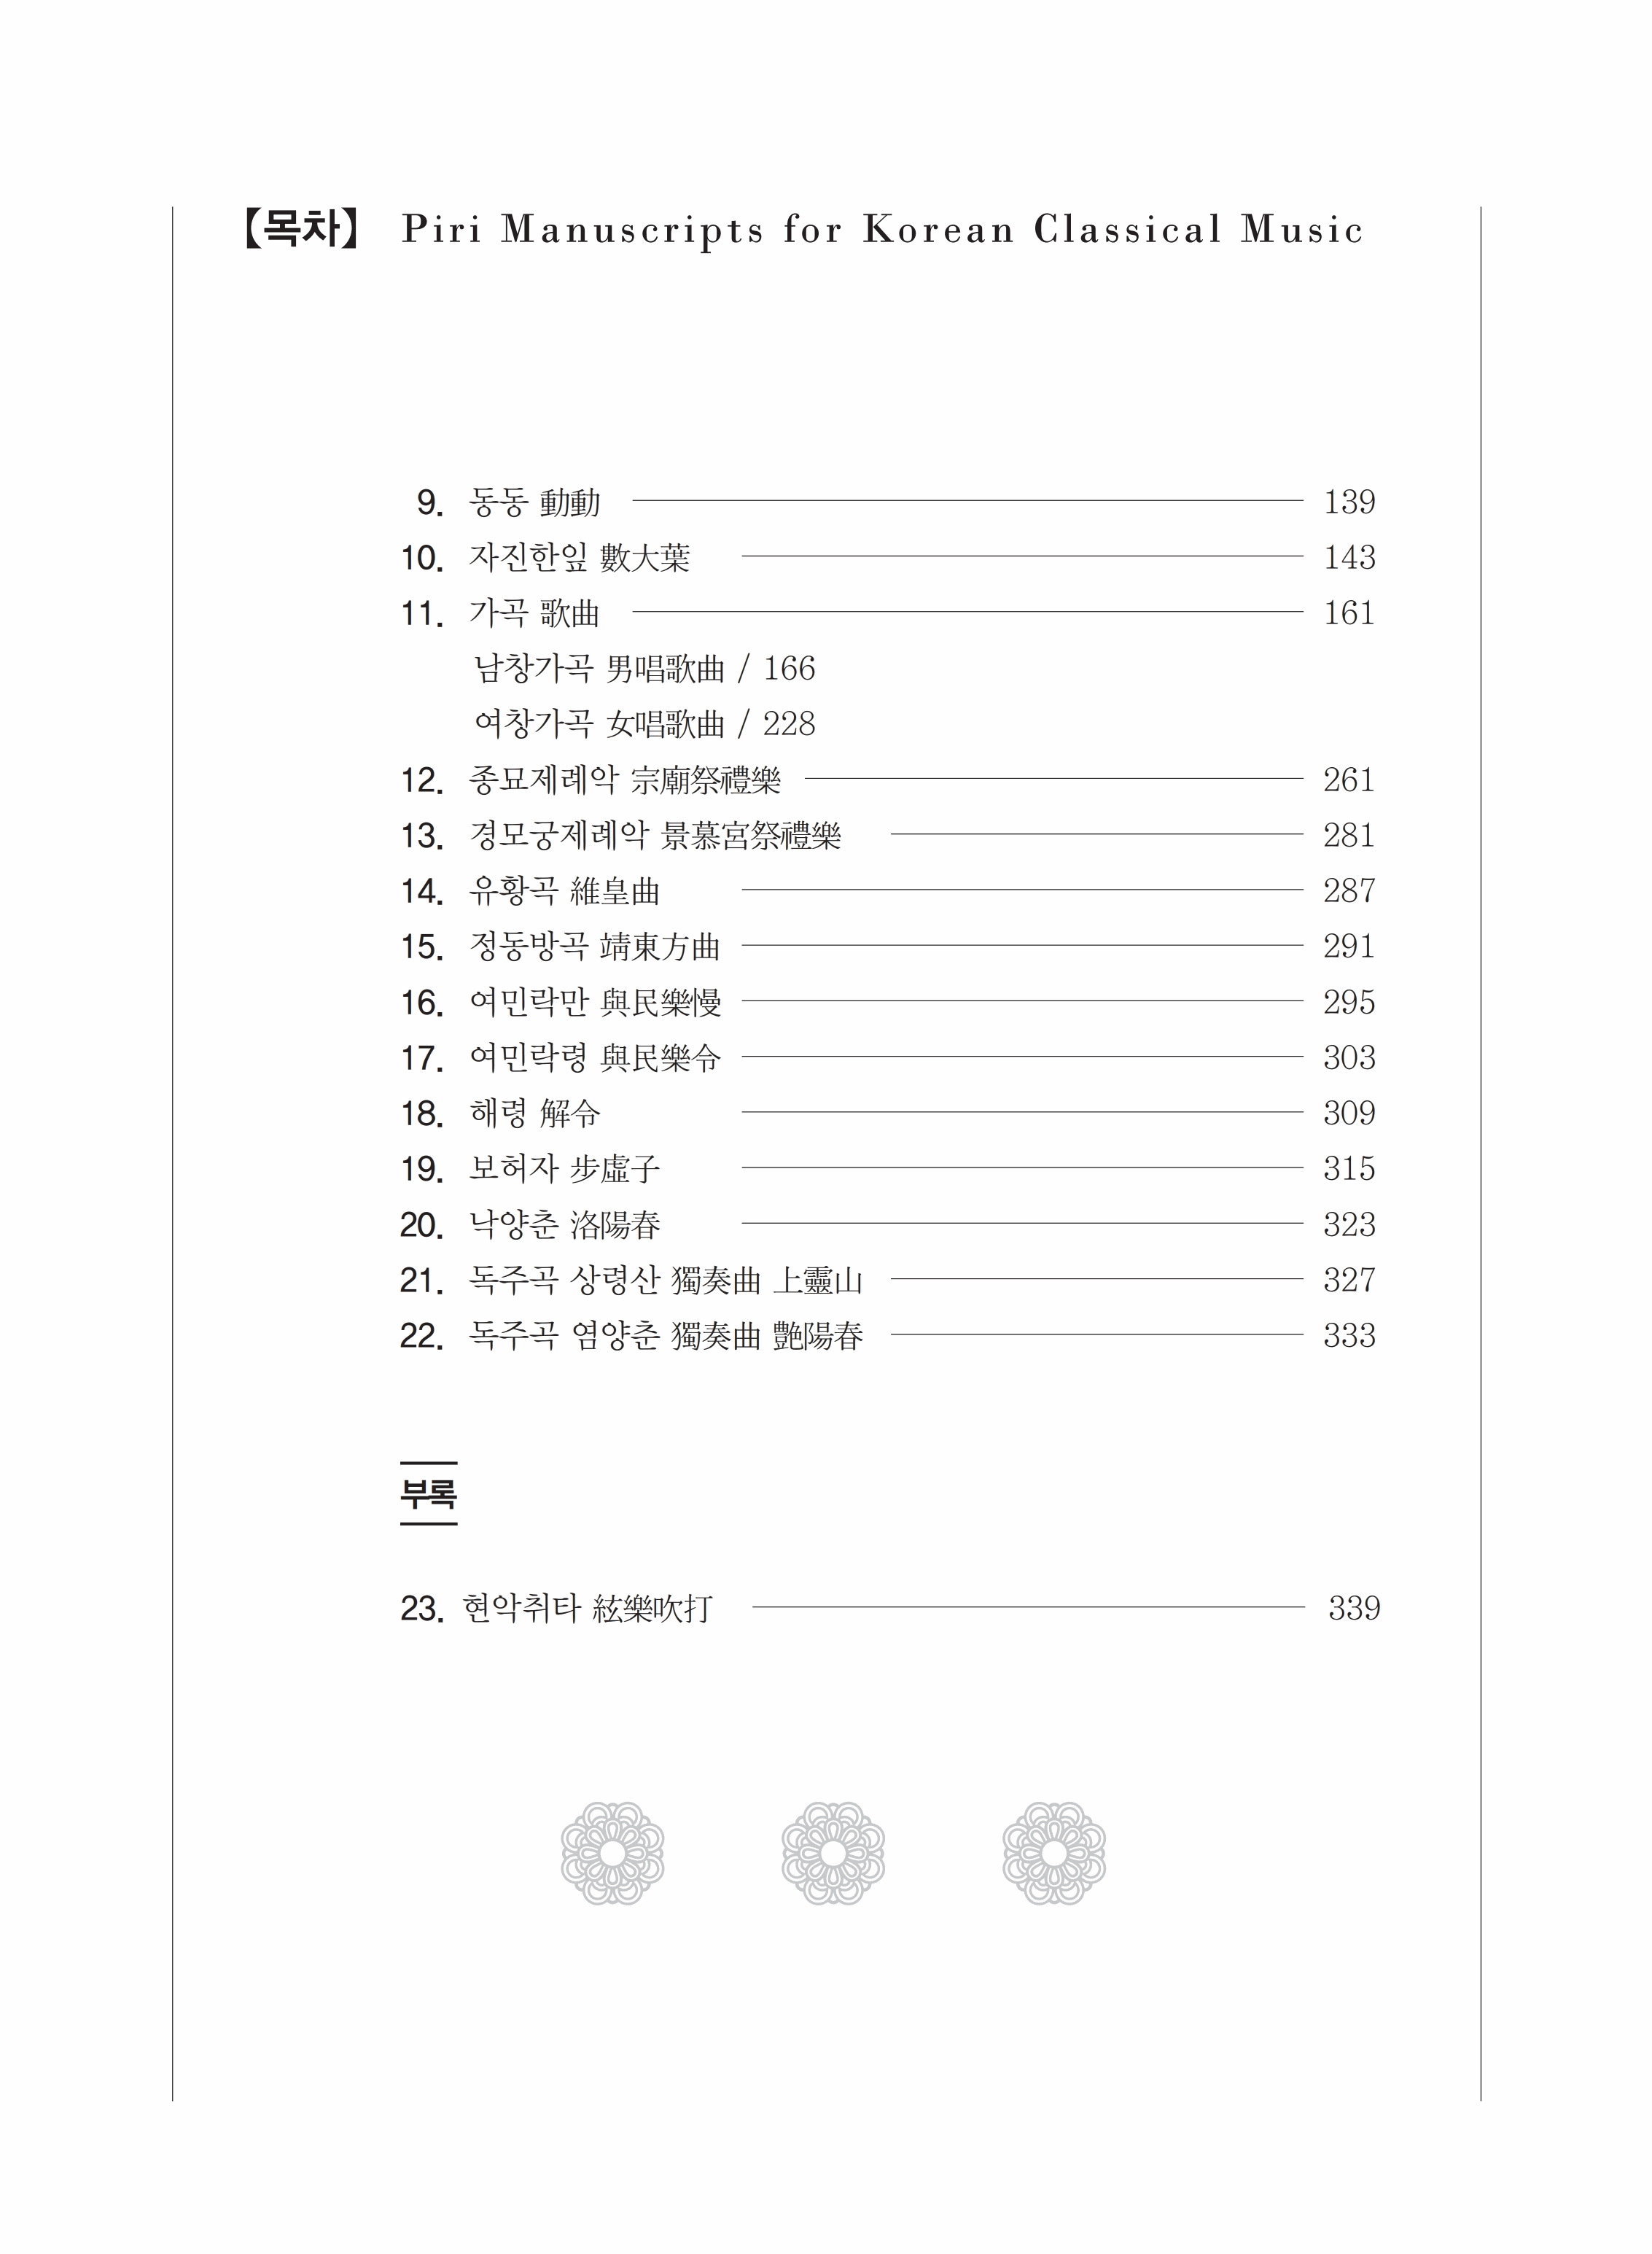 【목차】 Piri Manuscripts for Korean Classical Music
9. 동동 動動 139
10. 자진한잎 數大葉 143
11. 가곡 歌曲 161
남창가곡 男唱歌曲 / 166
여창가곡 女唱歌曲 / 228
12. 종묘제례악 宗廟祭禮樂 261
13. 경모궁제례악 景慕宮祭禮樂 281
14. 유황곡 維皇曲 287
15. 정동방곡 靖東方曲 291
16. 여민락만 與民樂慢 295
17. 여민락령 與民樂令 303
18. 해령 解令 309
19. 보허자 步虛子 315
20. 낙양춘 洛陽春 323
21. 독주곡 상령산 獨奏曲 上靈山 327
22. 독주곡 염양춘 獨奏曲 艶陽春 333
부록
23. 현악취타 絃樂吹打 339